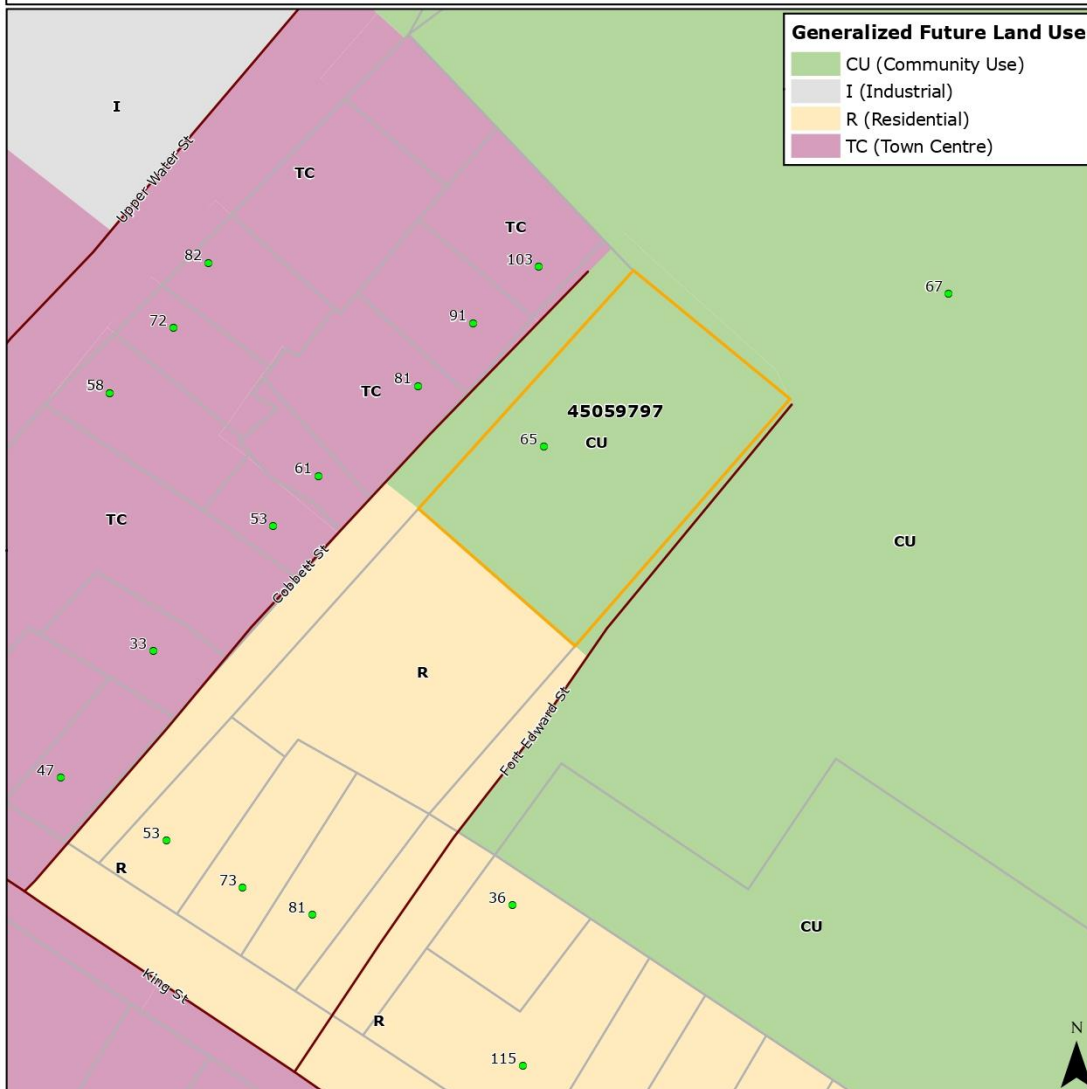 Generalized Future Land Use
CU (Community Use)
I (Industrial)
R (Residential)
TC (Town Centre)
I
Upper Water St
TC
TC
82
103
67
72
91
58
TC
81
45059797
65
CU
61
TC
53
CU
Cobbett St
33
R
Fort Edward St
47
53
R
73
81
36
CU
King St
R
115
N